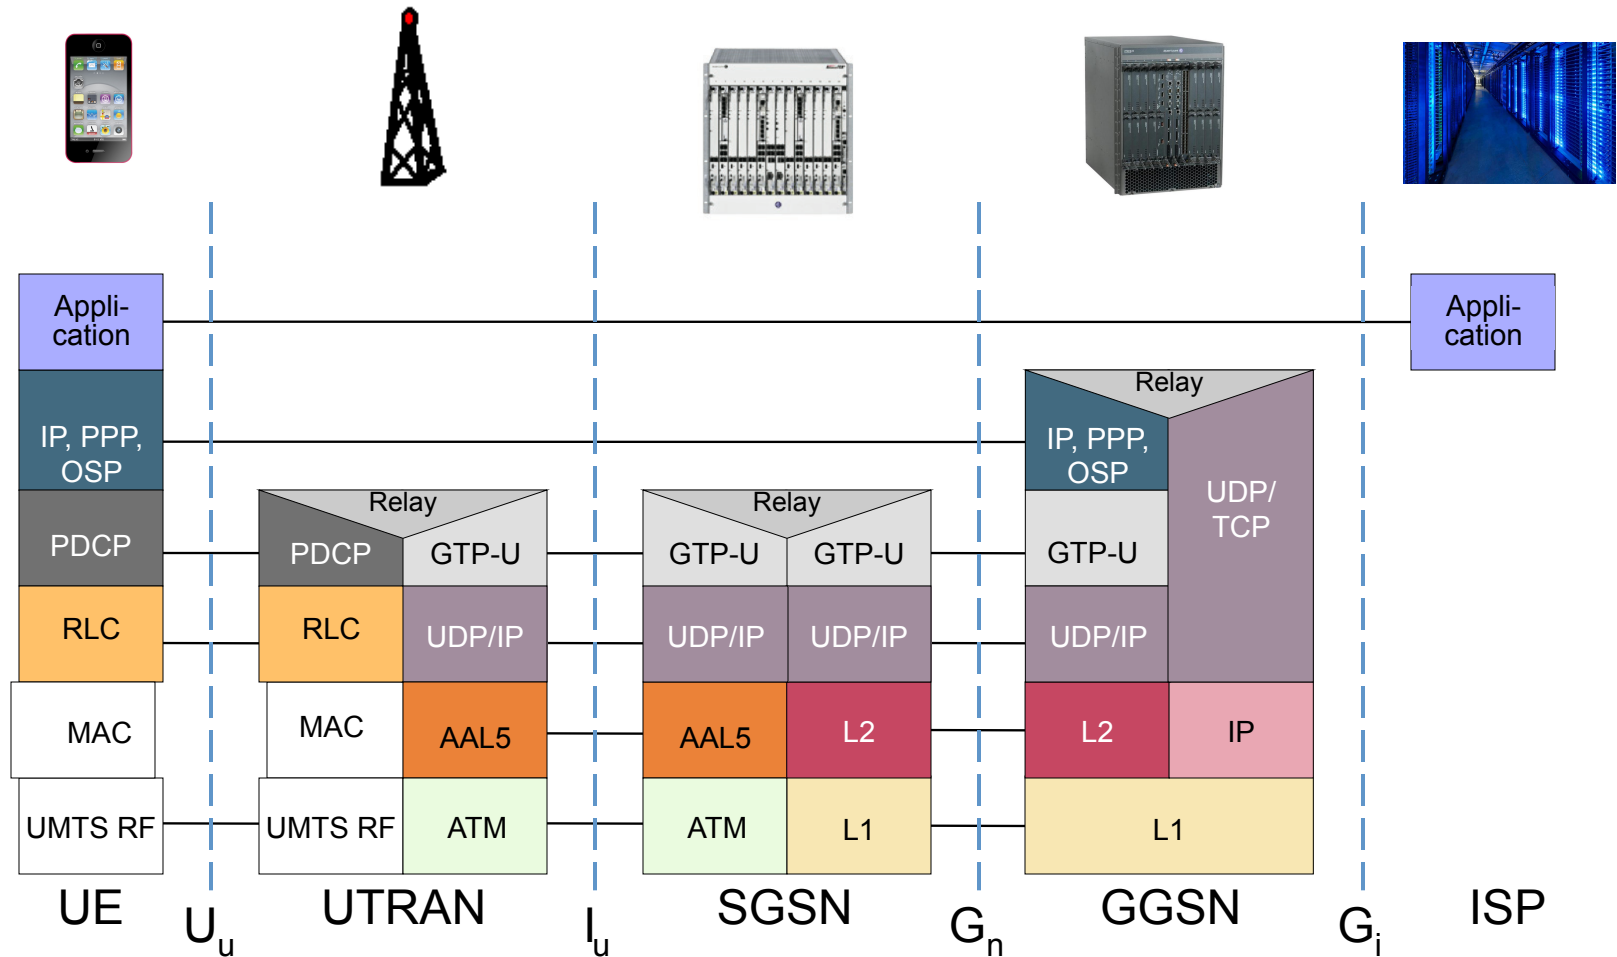 Appli-
cation
Appli-
cation
Relay
IP, PPP,
OSP
IP, PPP,
OSP
UDP/
TCP
Relay
Relay
PDCP
PDCP
GTP-U
GTP-U
GTP-U
GTP-U
RLC
RLC
UDP/IP
UDP/IP
UDP/IP
UDP/IP
MAC
MAC
AAL5
AAL5
L2
L2
IP
UMTS RF
UMTS RF
ATM
ATM
L1
L1
UE
UTRAN
SGSN
GGSN
ISP
Uu
Iu
Gn
Gi